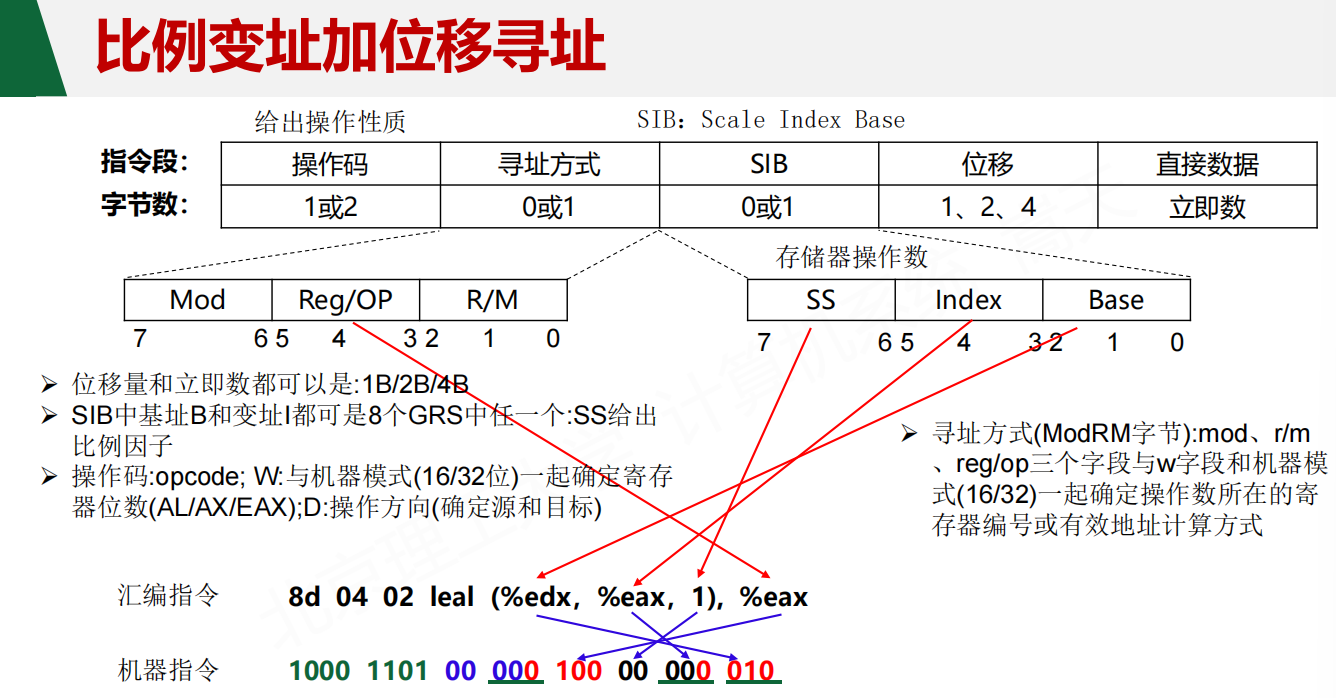 比例变址加位移寻址
给出操作性质
SIB: Scale Index Base
指令段: 操作码 寻址方式 SIB 位移 直接数据
字节数: 1或2 0或1 0或1 1、2、4 立即数
存储器操作数
Mod Reg/OP R/M
SS Index Base
7 6 5 4 3 2 1 0
7 6 5 4 3 2 1 0
➢ 位移量和立即数都可以是:1B/2B/4B
➢ SIB中基址B和变址I都可是8个GRS中任一个:SS给出
比例因子
➢ 操作码:opcode; W:与机器模式(16/32位)一起确定寄存
器位数(AL/AX/EAX);D:操作方向(确定源和目标)
➢ 寻址方式(ModRM字节):mod、r/m
、reg/op三个字段与w字段和机器模
式(16/32)一起确定操作数所在的寄
存器编号或有效地址计算方式
汇编指令 8d 04 02 leal (%edx, %eax, 1), %eax
机器指令 1000 1101 00 000 100 00 000 010